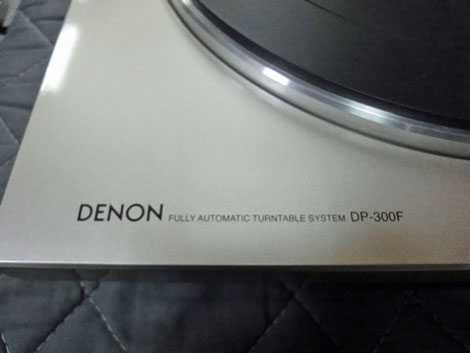 DENON FULLY AUTOMATIC TURNTABLE SYSTEM DP-300F